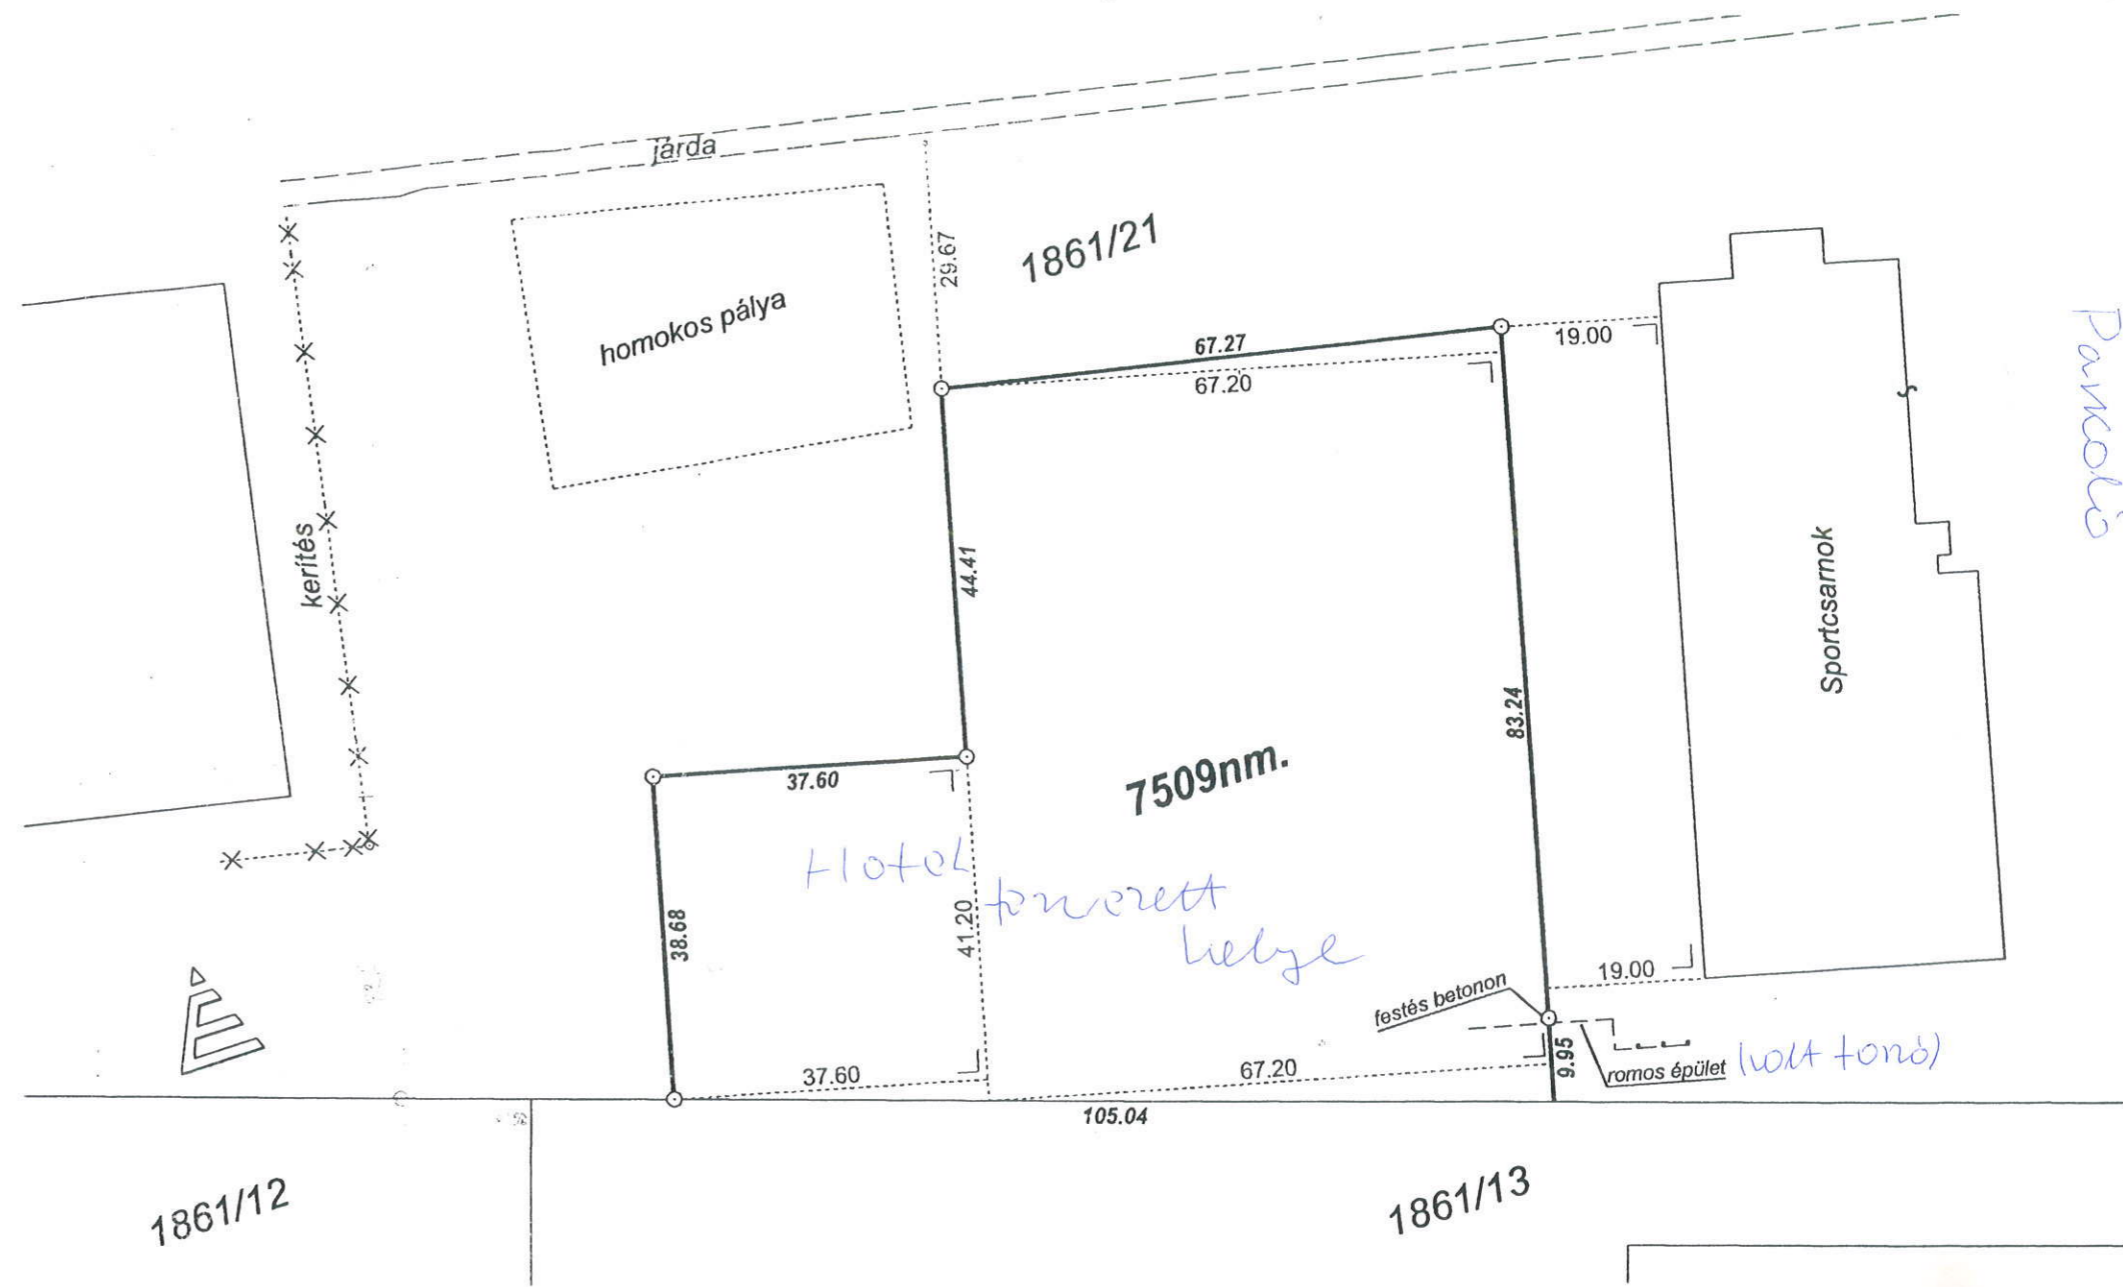 járda
29.67
1861/21
homokos pálya
67.27
67.20
19.00
kerítés
44.41
Sportcsarnok
83.24
37.60
7509nm.
Hotel
tervezett
helye
38.68
41.20
19.00
festés betonon
37.60
67.20
9.95
romos épület (volt tornó)
105.04
1861/12
1861/13